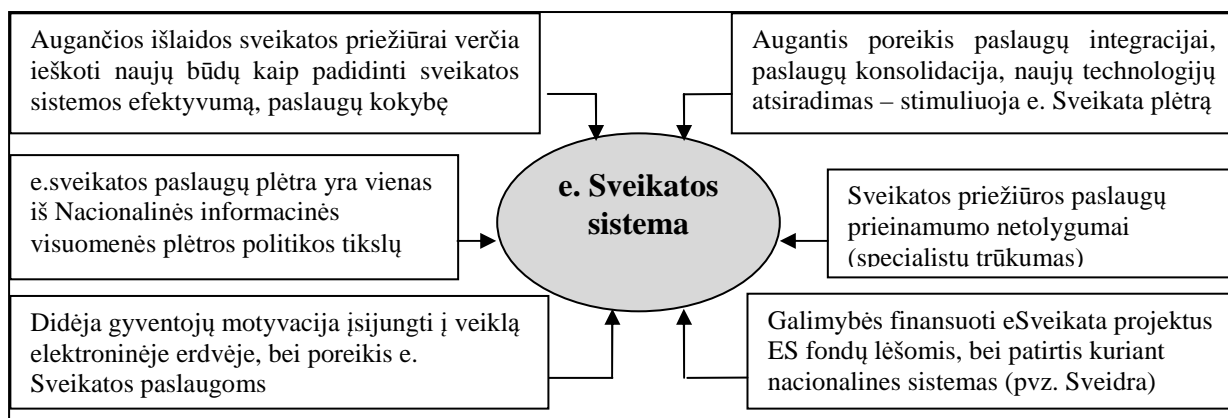 Augančios išlaidos sveikatos priežiūrai verčia
ieškoti naujų būdų kaip padidinti sveikatos
sistemos efektyvumą, paslaugų kokybę
Augantis poreikis paslaugų integracijai,
paslaugų konsolidacija, naujų technologijų
atsiradimas – stimuliuoja e. Sveikata plėtrą
e. Sveikatos
sistema
e.sveikatos paslaugų plėtra yra vienas
iš Nacionalinės informacinės
visuomenės plėtros politikos tikslų
Sveikatos priežiūros paslaugų
prieinamumo netolygumai
(specialistu trūkumas)
Didėja gyventojų motyvacija įsijungti į veiklą
elektroninėje erdvėje, bei poreikis e.
Sveikatos paslaugoms
Galimybės finansuoti eSveikata projektus
ES fondų lėšomis, bei patirtis kuriant
nacionalines sistemas (pvz. Sveidra)